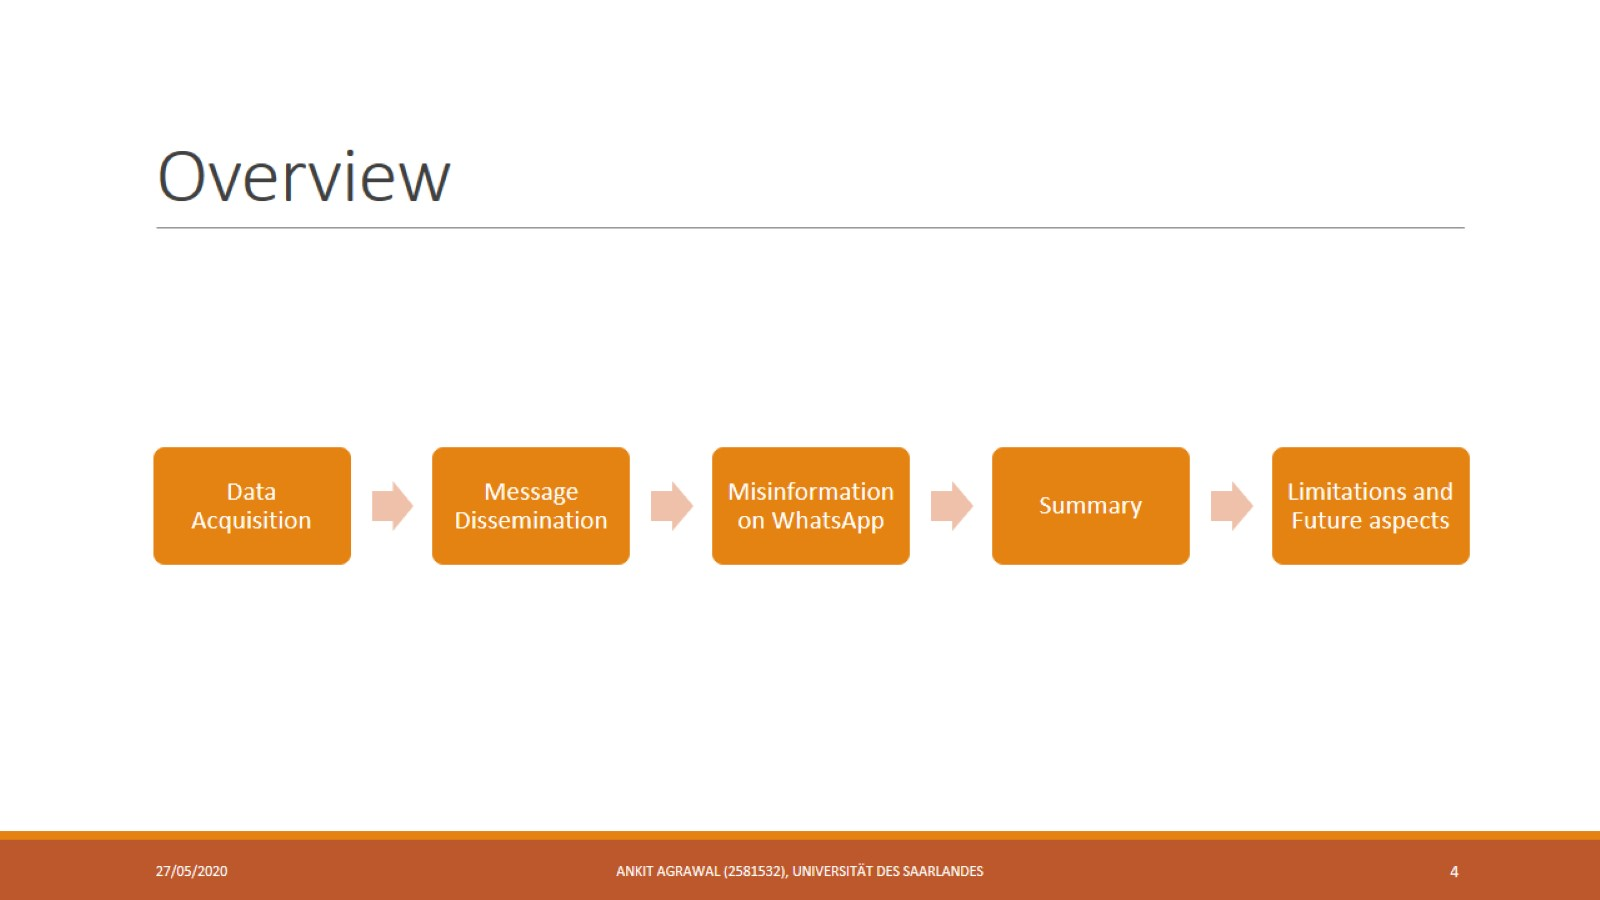 Overview
Data
Acquisition
Message
Dissemination
Misinformation
on WhatsApp
Summary
Limitations and
Future aspects
27/05/2020
ANKIT AGRAWAL (2581532), UNIVERSITÄT DES SAARLANDES
4